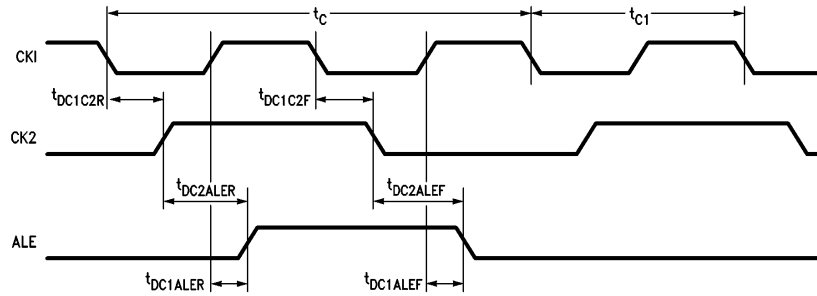 tC
tC1
CKI
tDC1C2R
tDC1C2F
CK2
tDC2ALER
tDC2ALEF
ALE
tDC1ALER
tDC1ALEF